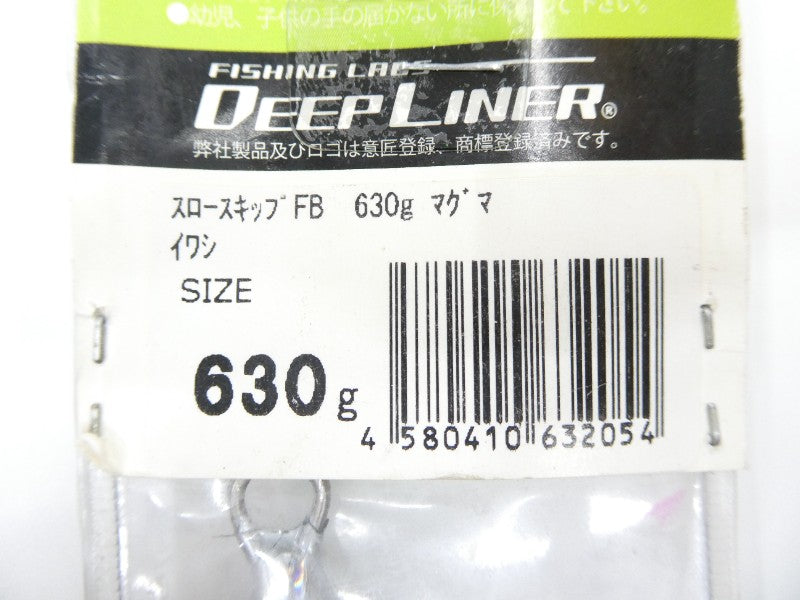 ●幼児、子供の手の届かない所に保管して下さい。
FISHING LABS
DEEP LINER®
弊社製品及びロゴは意匠登録、商標登録済みです。
ｽﾛｰｽｷｯﾌﾟFB 630g ﾏｸﾞﾏ
ｲﾜｼ
SIZE
630g
4 580410 632054